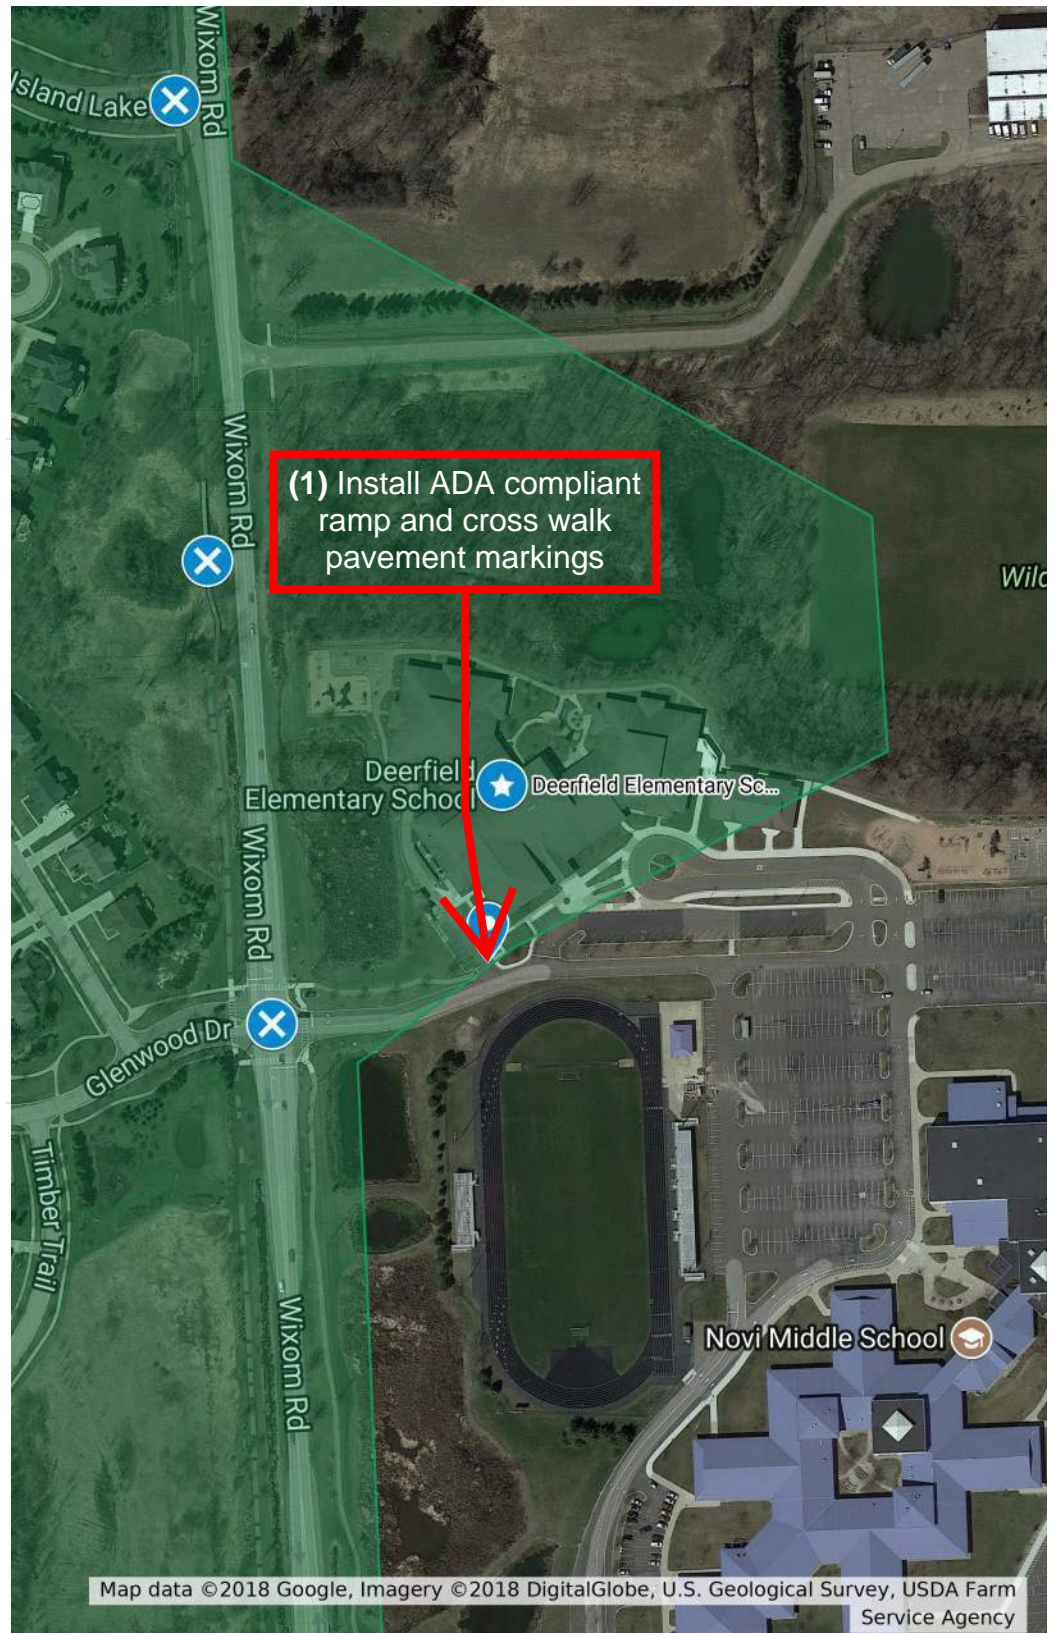 Wixom Rd
Island Lake
Wixom Rd
(1) Install ADA compliant
ramp and cross walk
pavement markings
Wild
Deerfield
Elementary School
Deerfield Elementary Sc...
Wixom Rd
Glenwood Dr
Timber Trail
Wixom Rd
Novi Middle School
Map data ©2018 Google, Imagery ©2018 DigitalGlobe, U.S. Geological Survey, USDA Farm
Service Agency